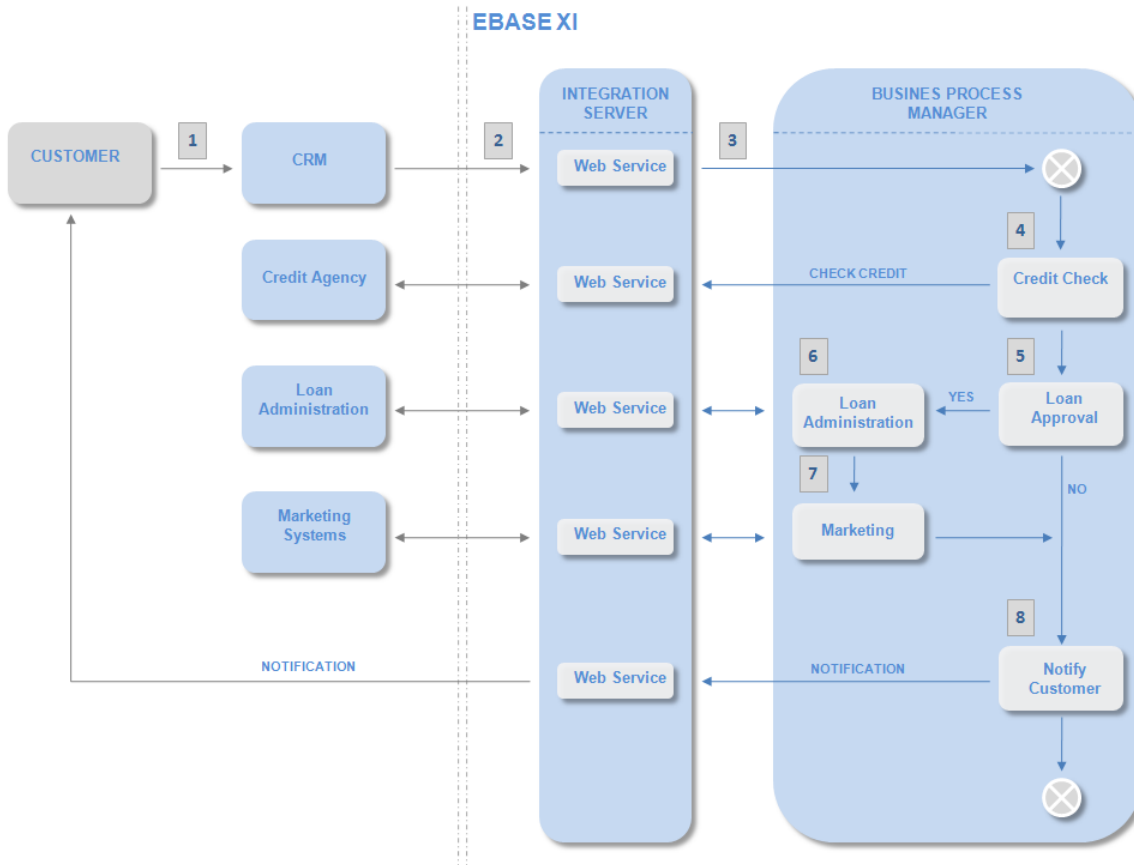 EBASE XI
INTEGRATION
SERVER
BUSINES PROCESS
MANAGER
CUSTOMER
1
CRM
2
Web Service
3
4
Credit Agency
Web Service
CHECK CREDIT
Credit Check
6
5
Loan
Administration
Web Service
Loan
Administration
YES
Loan
Approval
7
NO
Marketing
Systems
Web Service
Marketing
8
NOTIFICATION
Web Service
NOTIFICATION
Notify
Customer